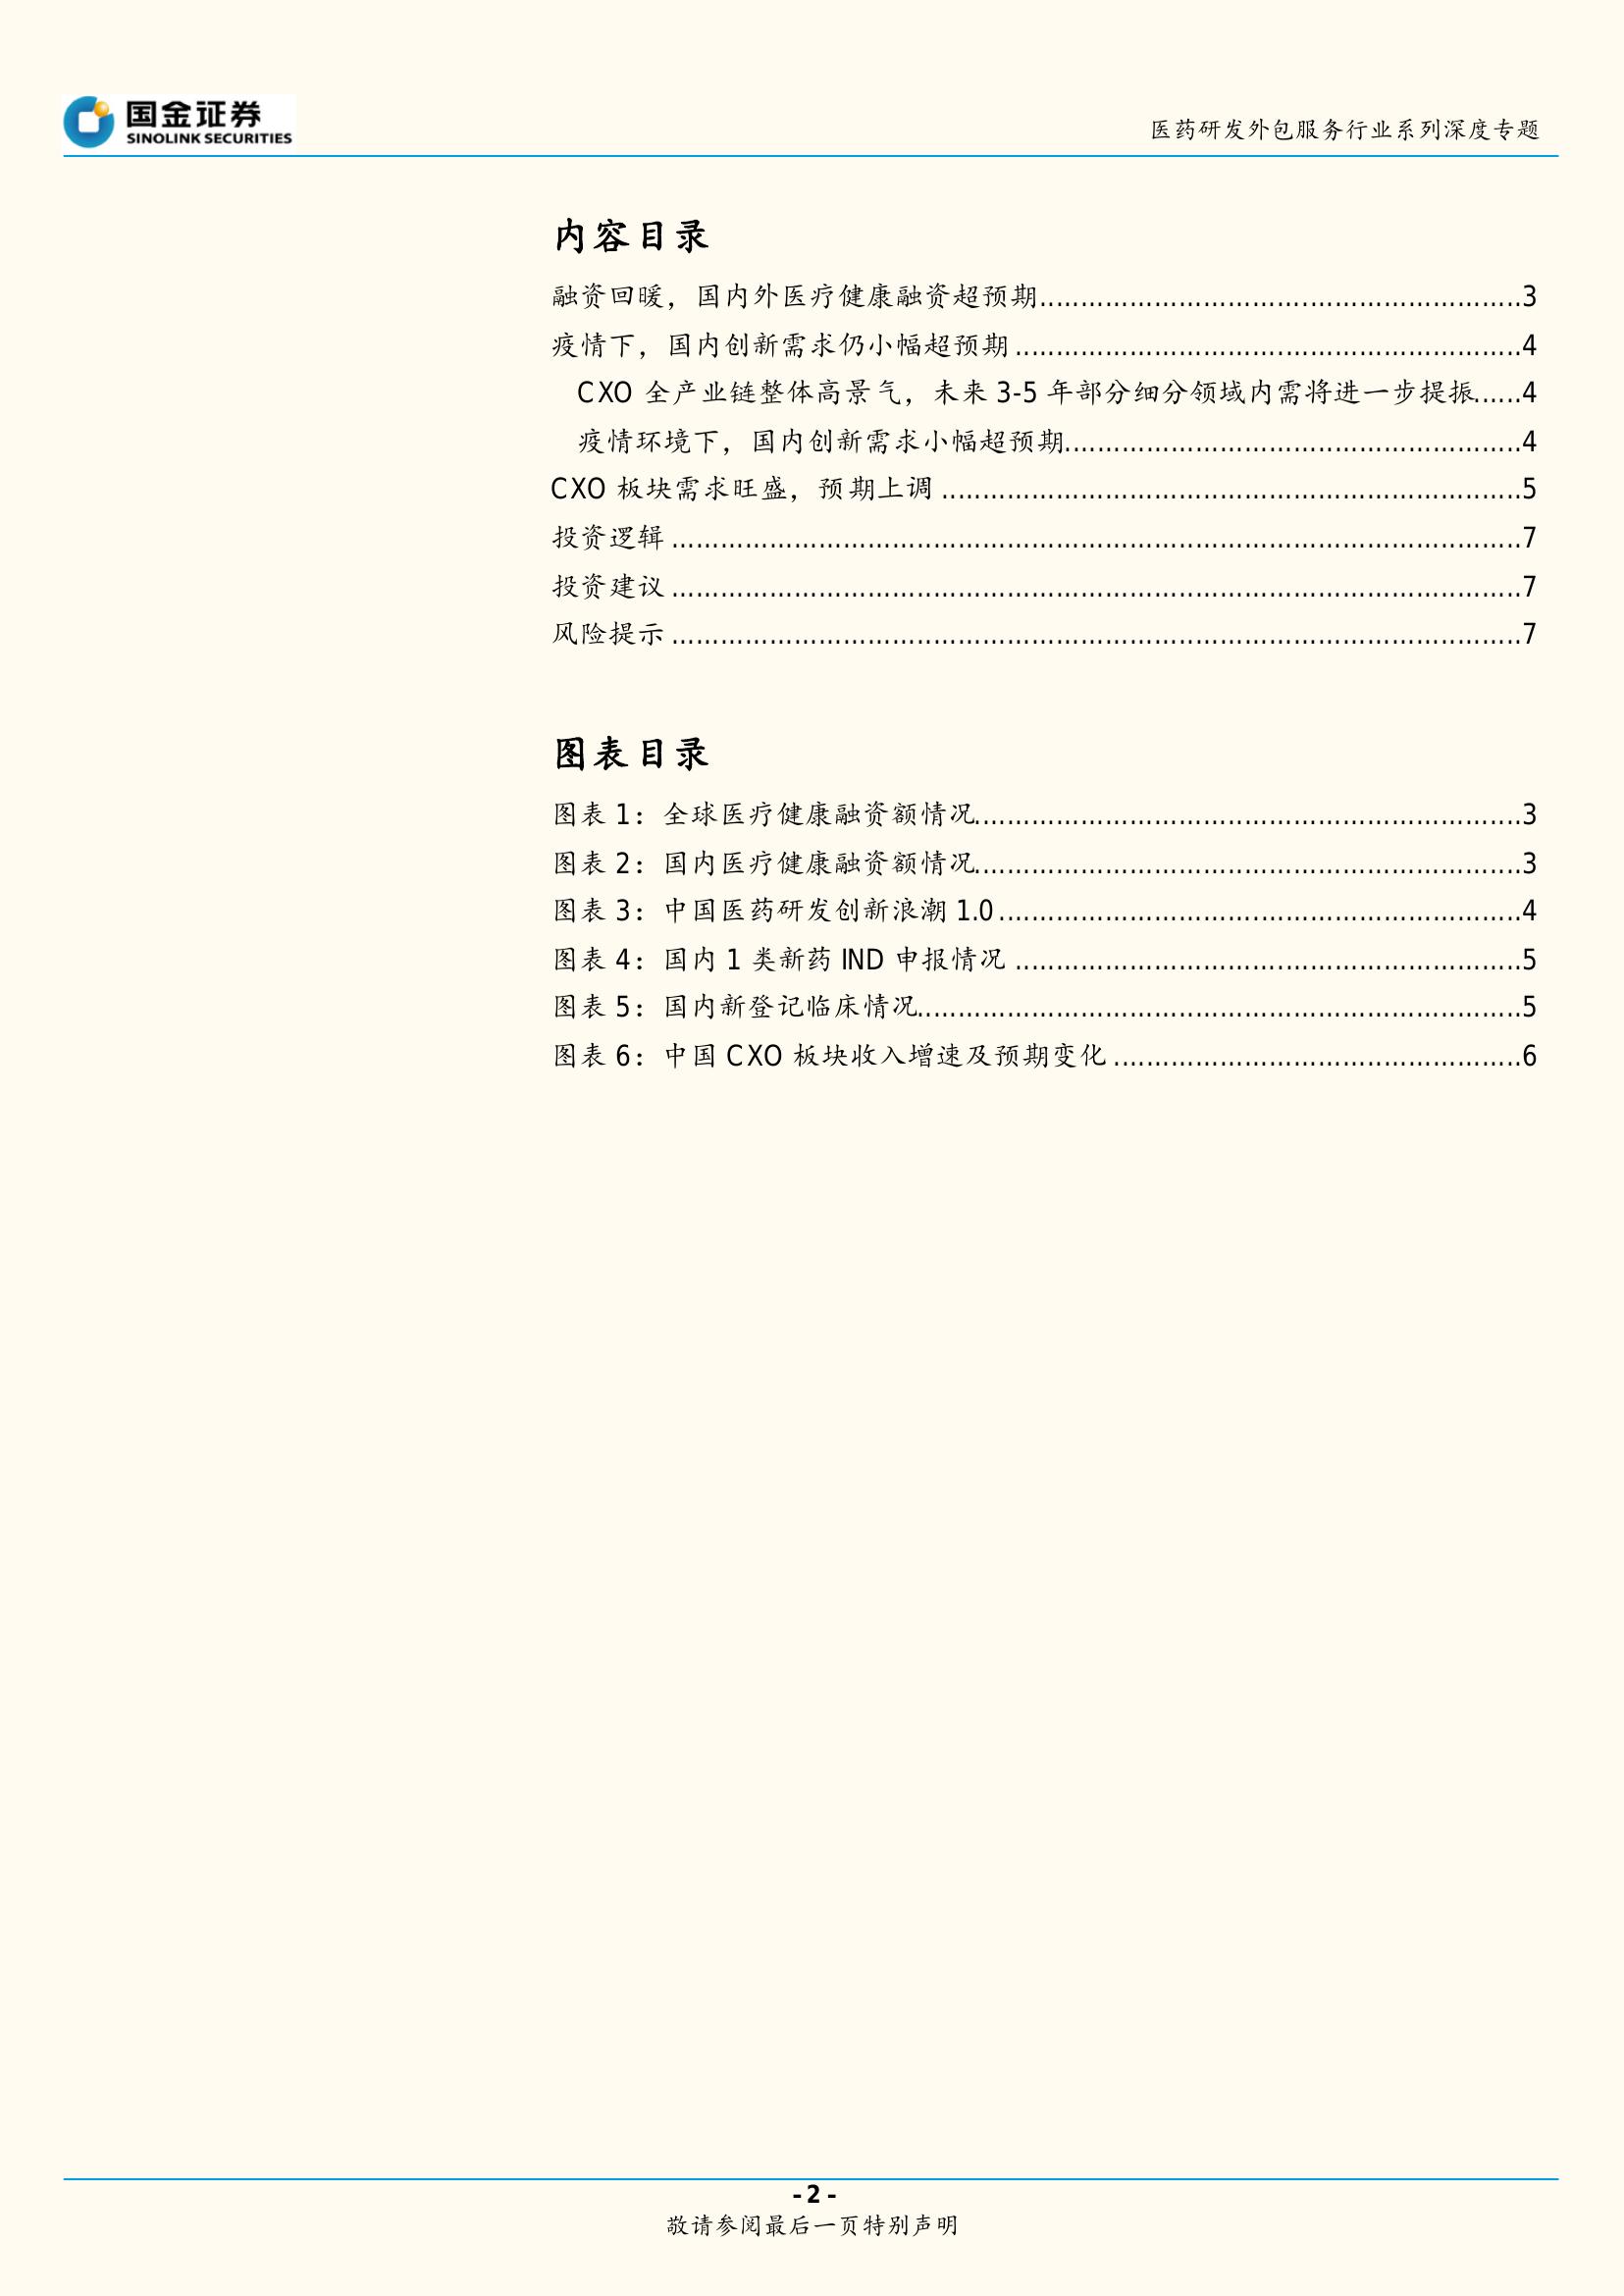 国金证券
SINOLINK SECURITIES
医药研发外包服务行业系列深度专题
内容目录
融资回暖，国内外医疗健康融资超预期............................................................3
疫情下，国内创新需求仍小幅超预期 ...............................................................4
CXO 全产业链整体高景气，未来 3-5 年部分细分领域内需将进一步提振......4
疫情环境下，国内创新需求小幅超预期.........................................................4
CXO 板块需求旺盛，预期上调 ........................................................................5
投资逻辑 .........................................................................................................7
投资建议 .........................................................................................................7
风险提示 .........................................................................................................7
图表目录
图表 1：全球医疗健康融资额情况....................................................................3
图表 2：国内医疗健康融资额情况....................................................................3
图表 3：中国医药研发创新浪潮 1.0.................................................................4
图表 4：国内 1 类新药 IND 申报情况 ...............................................................5
图表 5：国内新登记临床情况...........................................................................5
图表 6：中国 CXO 板块收入增速及预期变化 ...................................................6
- 2 -
敬请参阅最后一页特别声明